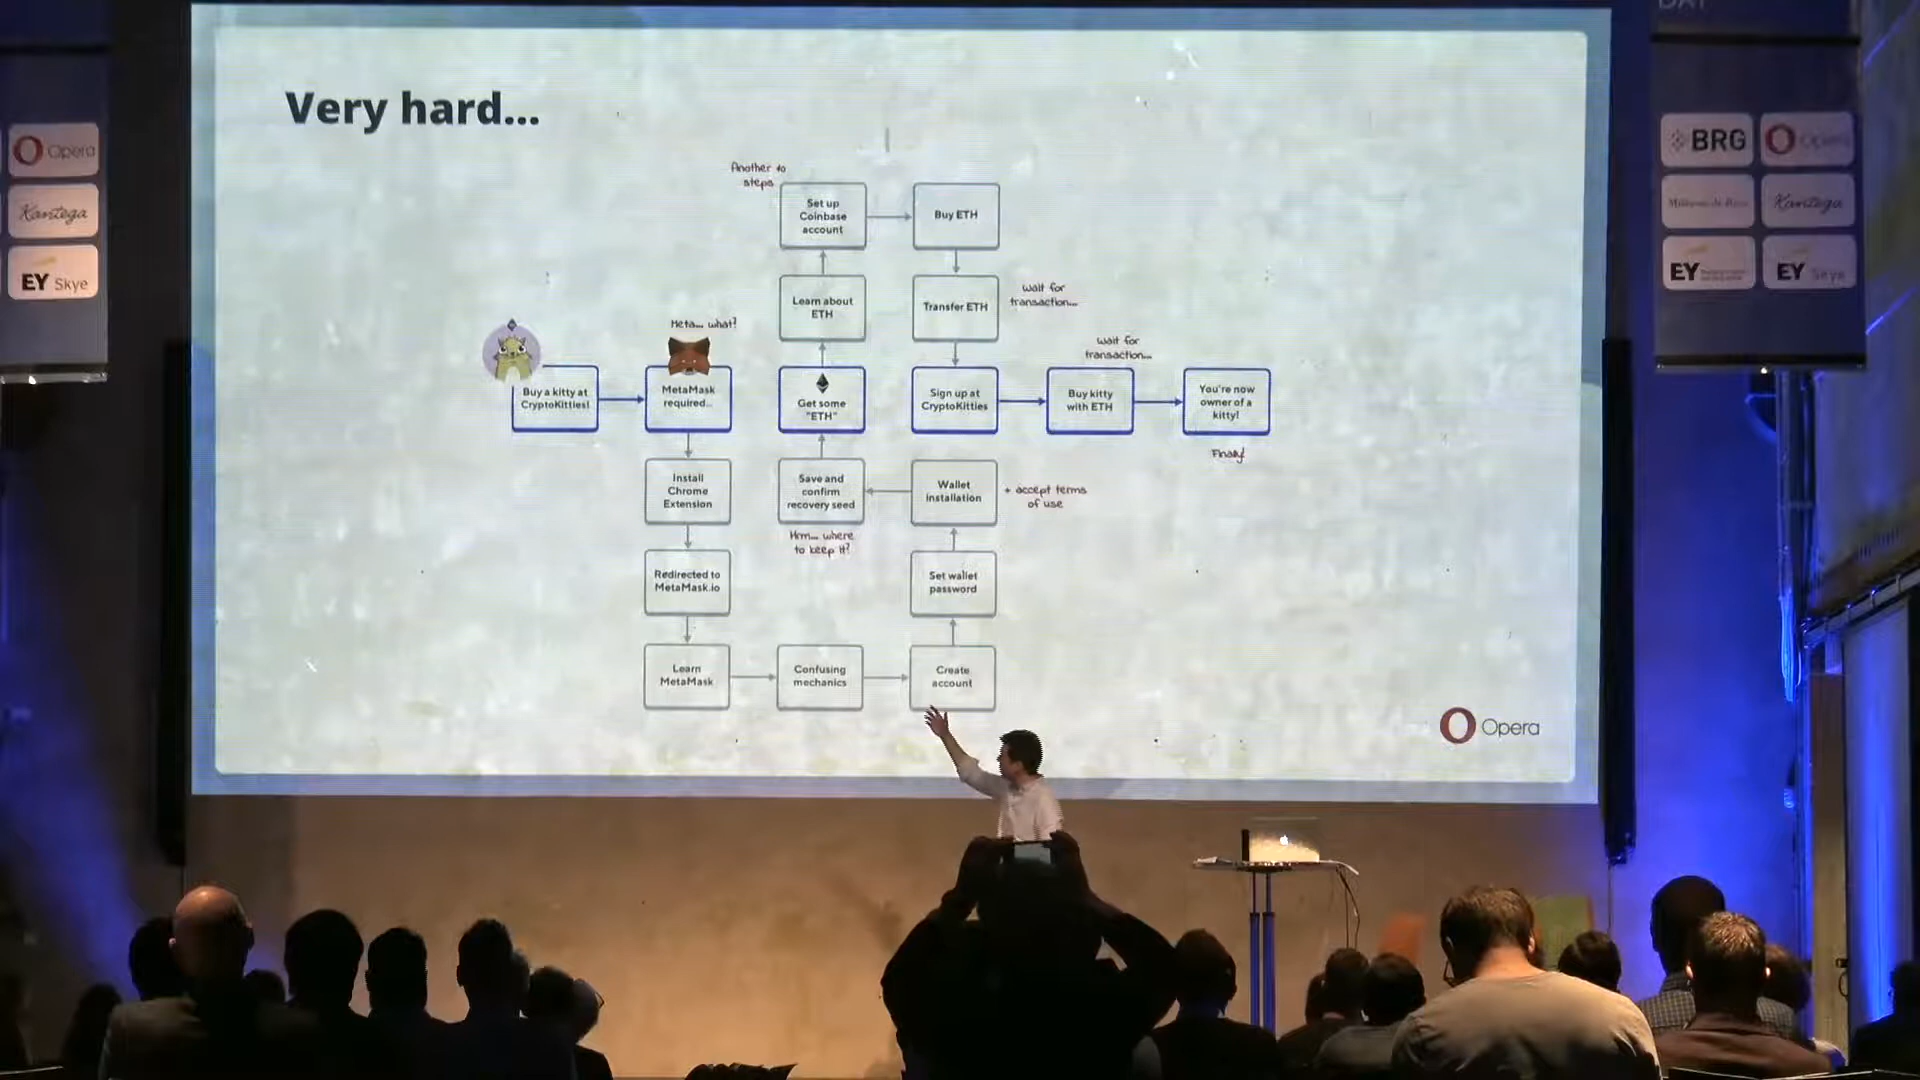 DAY
Very hard...
Opera
Kantega
EY Skye
BRG
Opera
Kantega
EY
EY Skye
Another to
steps
Set up
Coinbase
account
Buy ETH
Learn about
ETH
Transfer ETH
wait for
transaction...
Meta... what?
wait for
transaction...
Buy a kitty at
CryptoKitties!
MetaMask
required...
Get some
"ETH"
Sign up at
CryptoKitties
Buy kitty
with ETH
You're now
owner of a
kitty!
Finally!
Install
Chrome
Extension
Save and
confirm
recovery seed
Wallet
installation
+ accept terms
of use
Hrm... where
to keep it?
Redirected to
MetaMask.io
Set wallet
password
Learn
MetaMask
Confusing
mechanics
Create
account
Opera